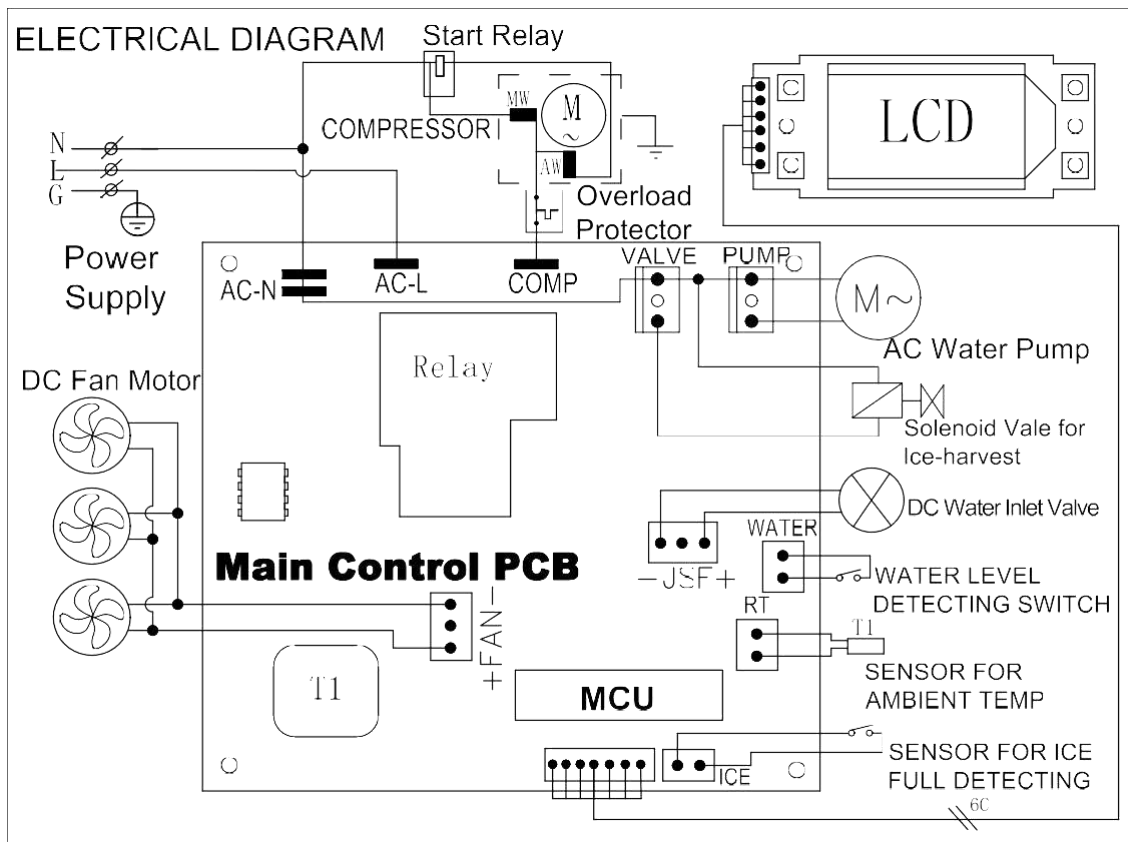 ELECTRICAL DIAGRAM
Start Relay
MW
M
~
COMPRESSOR
AW
LCD
N
L
G
Overload
Protector
Power
Supply
VALVE
PUMP
AC-N
AC-L
COMP
M~
AC Water Pump
Relay
DC Fan Motor
Solenoid Vale for
Ice-harvest
DC Water Inlet Valve
WATER
Main Control PCB
-JSF+
WATER LEVEL
DETECTING SWITCH
RT
T1
+FAN-
SENSOR FOR
AMBIENT TEMP
T1
MCU
SENSOR FOR ICE
FULL DETECTING
ICE
6C